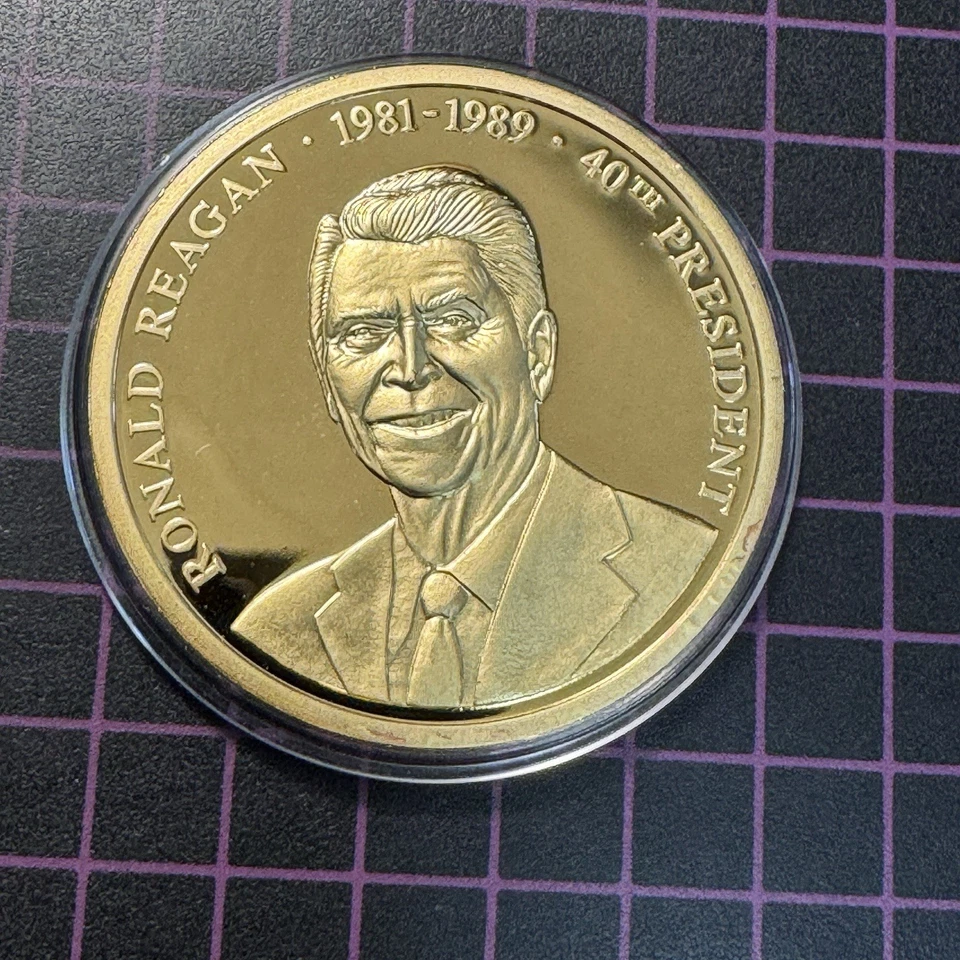 RONALD REAGAN · 1981-1989 · 40TH PRESIDENT